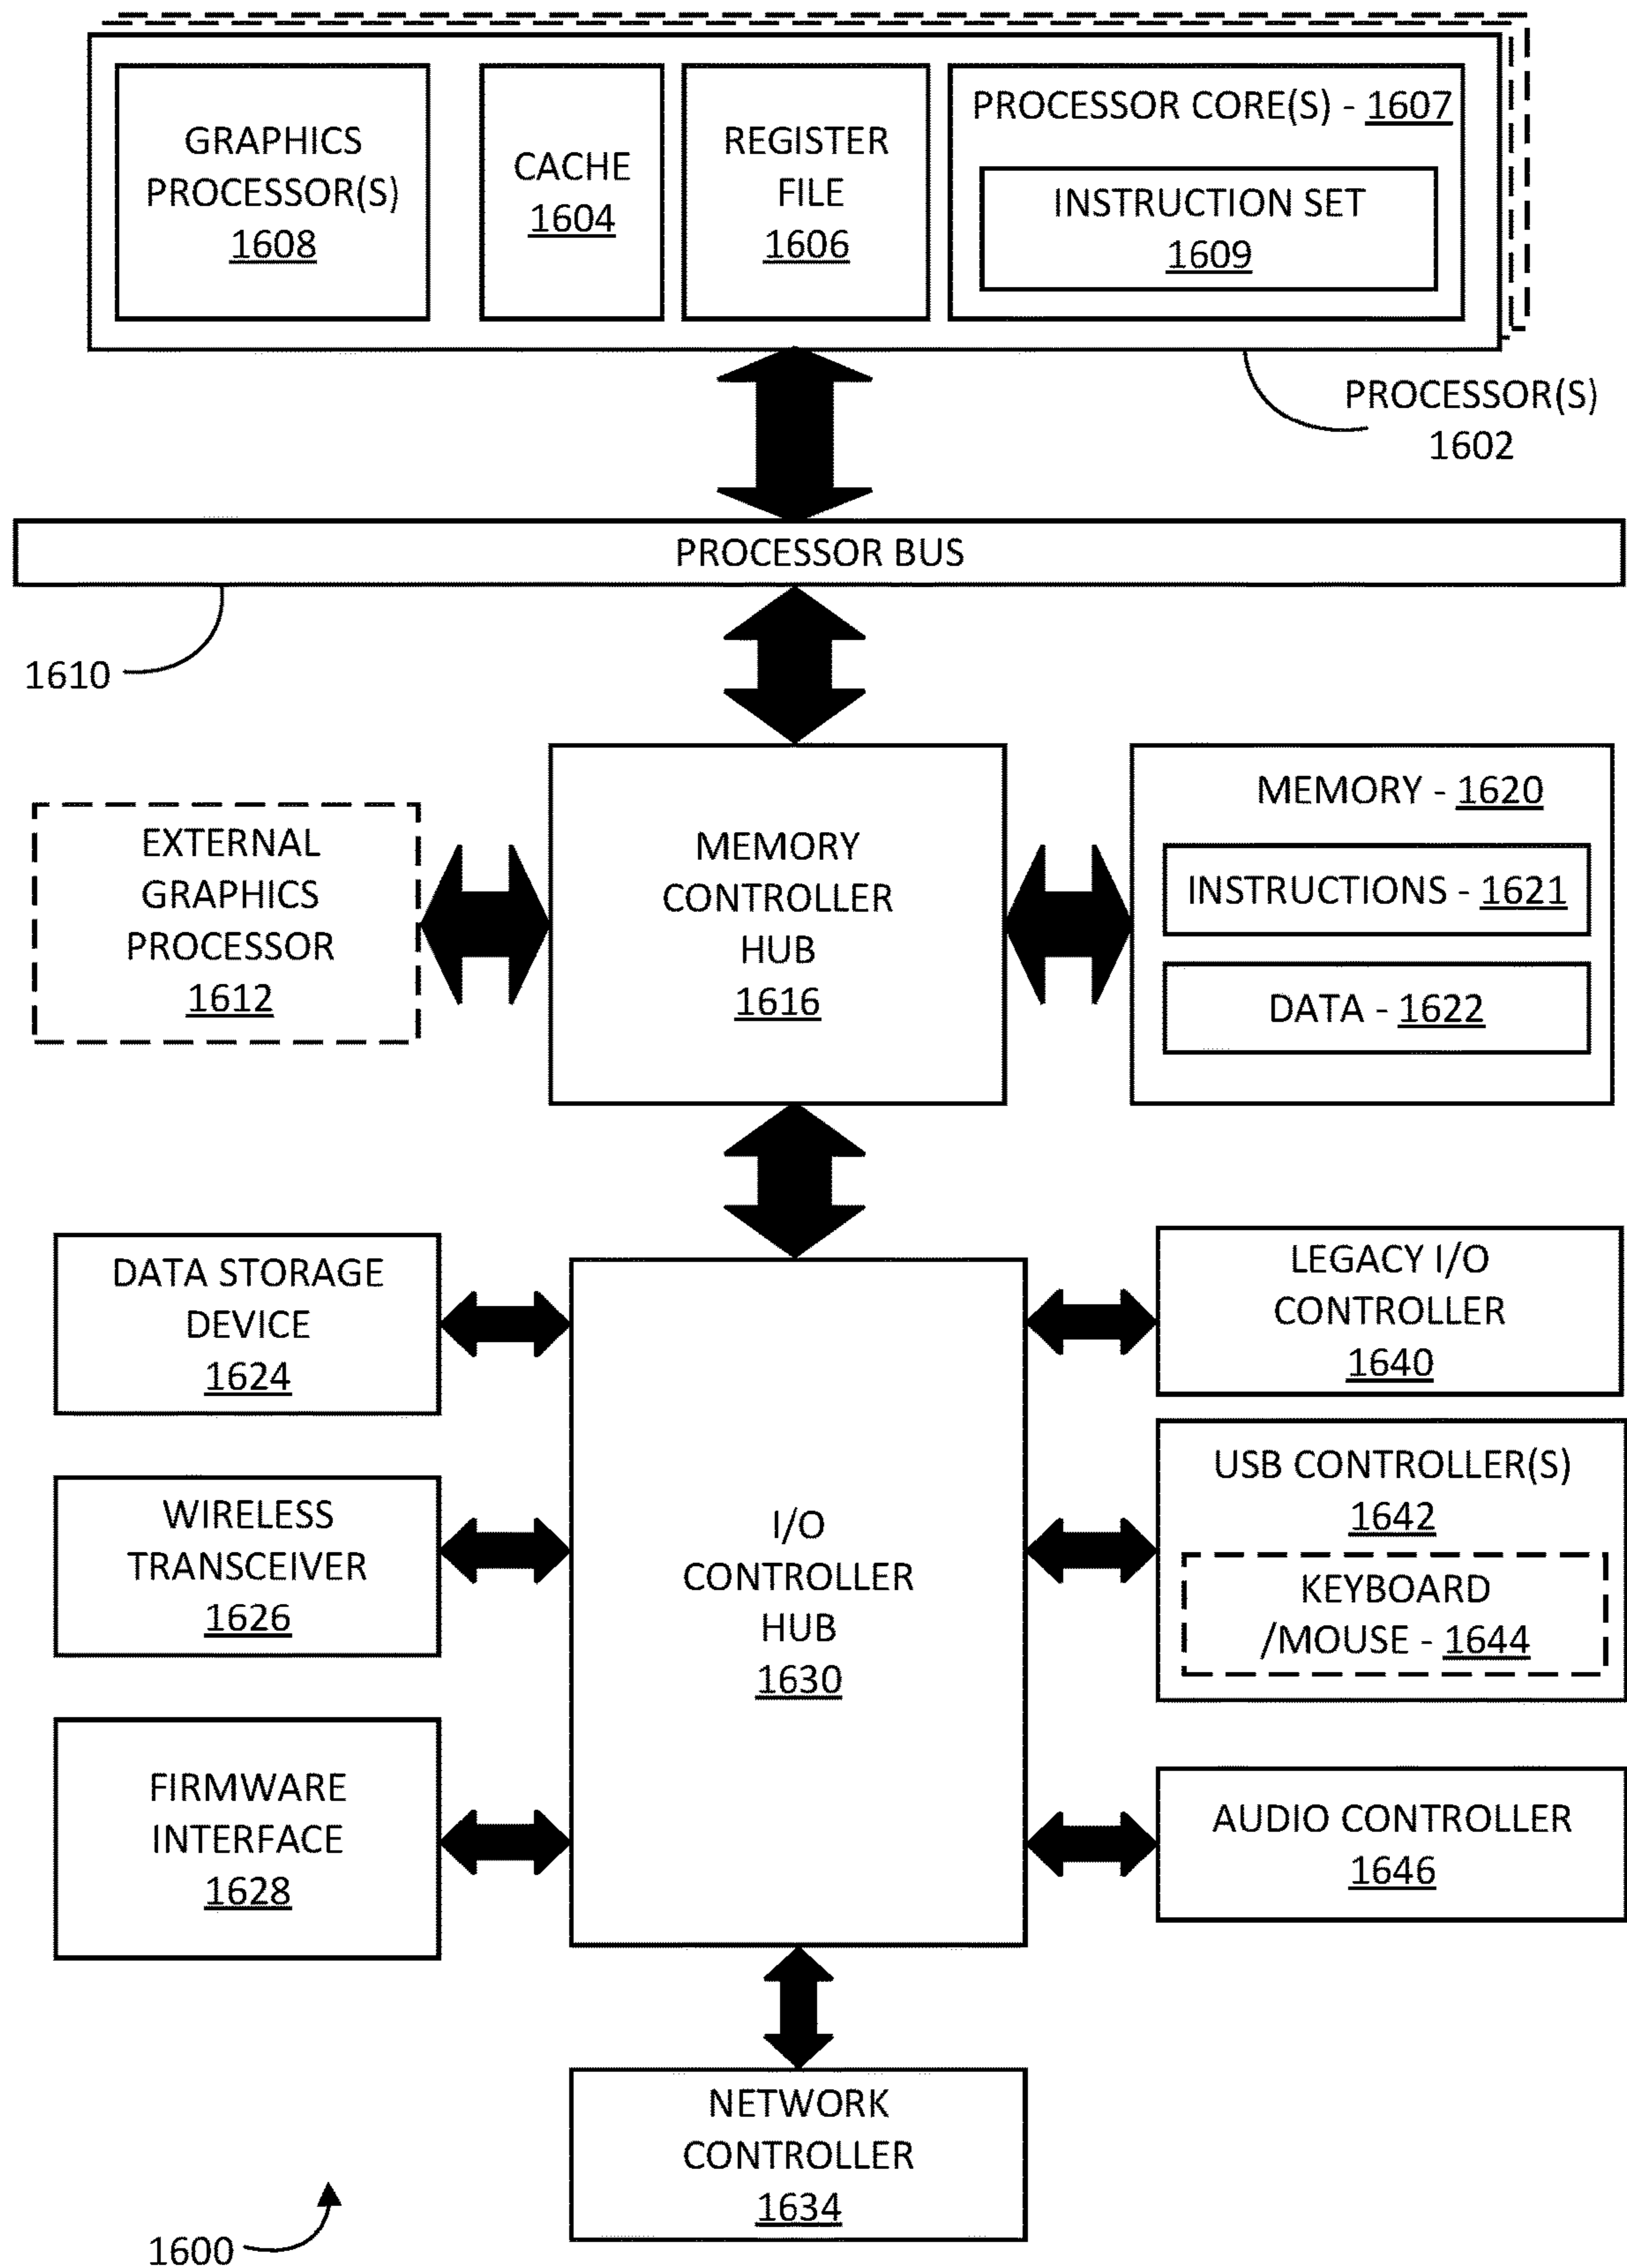 GRAPHICS
PROCESSOR(S)
1608
CACHE
1604
REGISTER
FILE
1606
PROCESSOR CORE(S) - 1607
INSTRUCTION SET
1609
PROCESSOR(S)
1602
PROCESSOR BUS
1610
EXTERNAL
GRAPHICS
PROCESSOR
1612
MEMORY
CONTROLLER
HUB
1616
MEMORY - 1620
INSTRUCTIONS - 1621
DATA - 1622
DATA STORAGE
DEVICE
1624
WIRELESS
TRANSCEIVER
1626
FIRMWARE
INTERFACE
1628
I/O
CONTROLLER
HUB
1630
LEGACY I/O
CONTROLLER
1640
USB CONTROLLER(S)
1642
KEYBOARD
/MOUSE - 1644
AUDIO CONTROLLER
1646
NETWORK
CONTROLLER
1634
1600